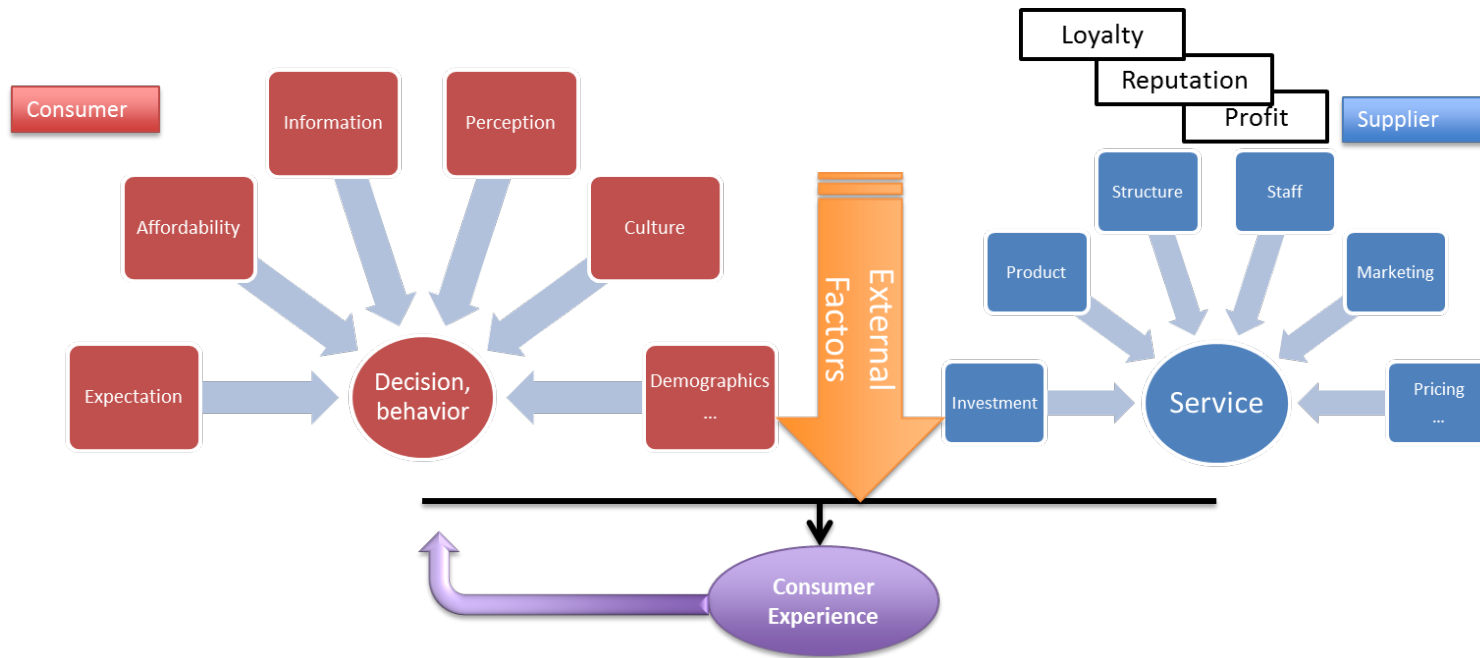 Consumer
Information
Perception
Affordability
Culture
Expectation
Decision,
behavior
Demographics
...
External
Factors
Loyalty
Reputation
Profit
Supplier
Structure
Staff
Product
Marketing
Investment
Service
Pricing
...
Consumer
Experience